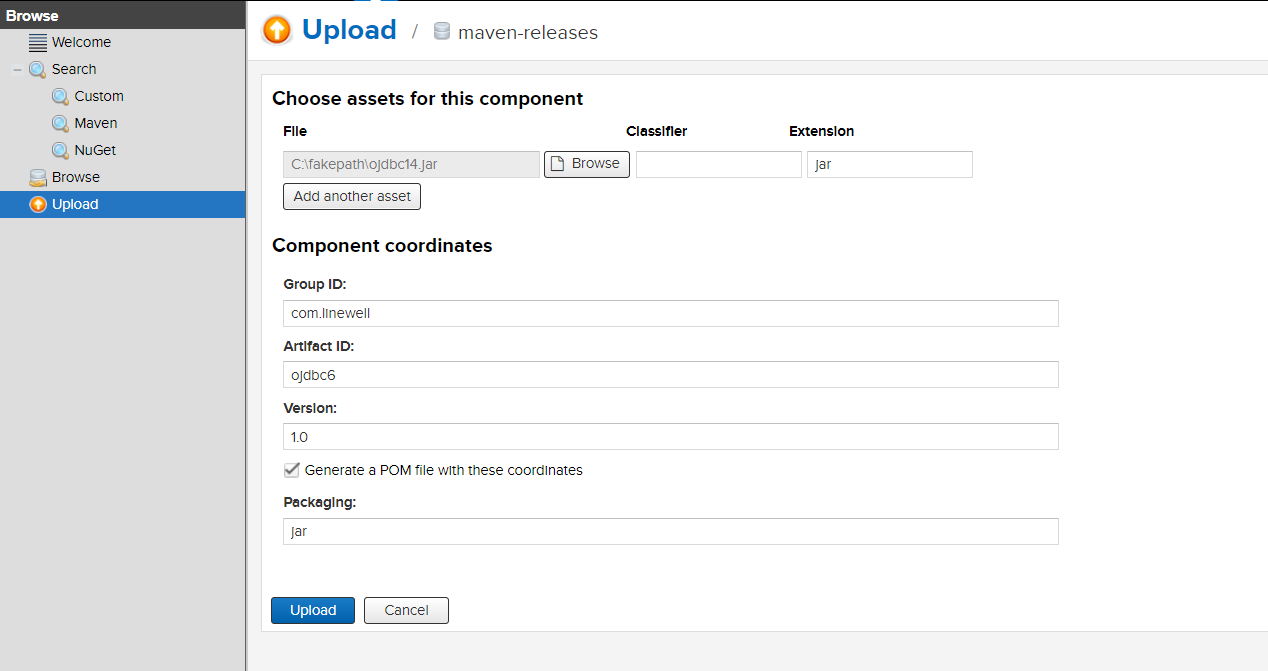 Browse
Welcome
Search
Custom
Maven
NuGet
Browse
Upload
Upload / maven-releases
Choose assets for this component
File Classifier Extension
C:\fakepath\ojdbc14.jar Browse jar
Add another asset
Component coordinates
Group ID:
com.linewell
Artifact ID:
ojdbc6
Version:
1.0
Generate a POM file with these coordinates
Packaging:
jar
Upload Cancel